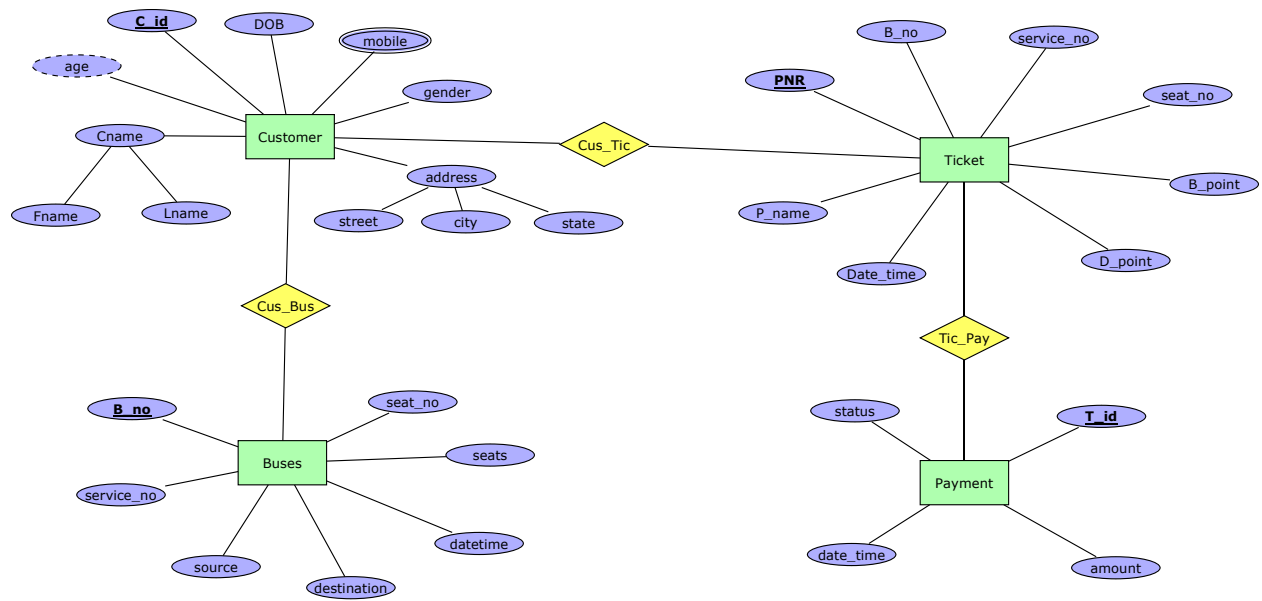 C_id
DOB
mobile
age
gender
Cname
Customer
Fname
Lname
address
street
city
state
Cus_Tic
B_no
service_no
PNR
seat_no
Ticket
B_point
P_name
D_point
Date_time
Cus_Bus
Tic_Pay
B_no
seat_no
Buses
seats
service_no
datetime
source
destination
status
T_id
Payment
date_time
amount